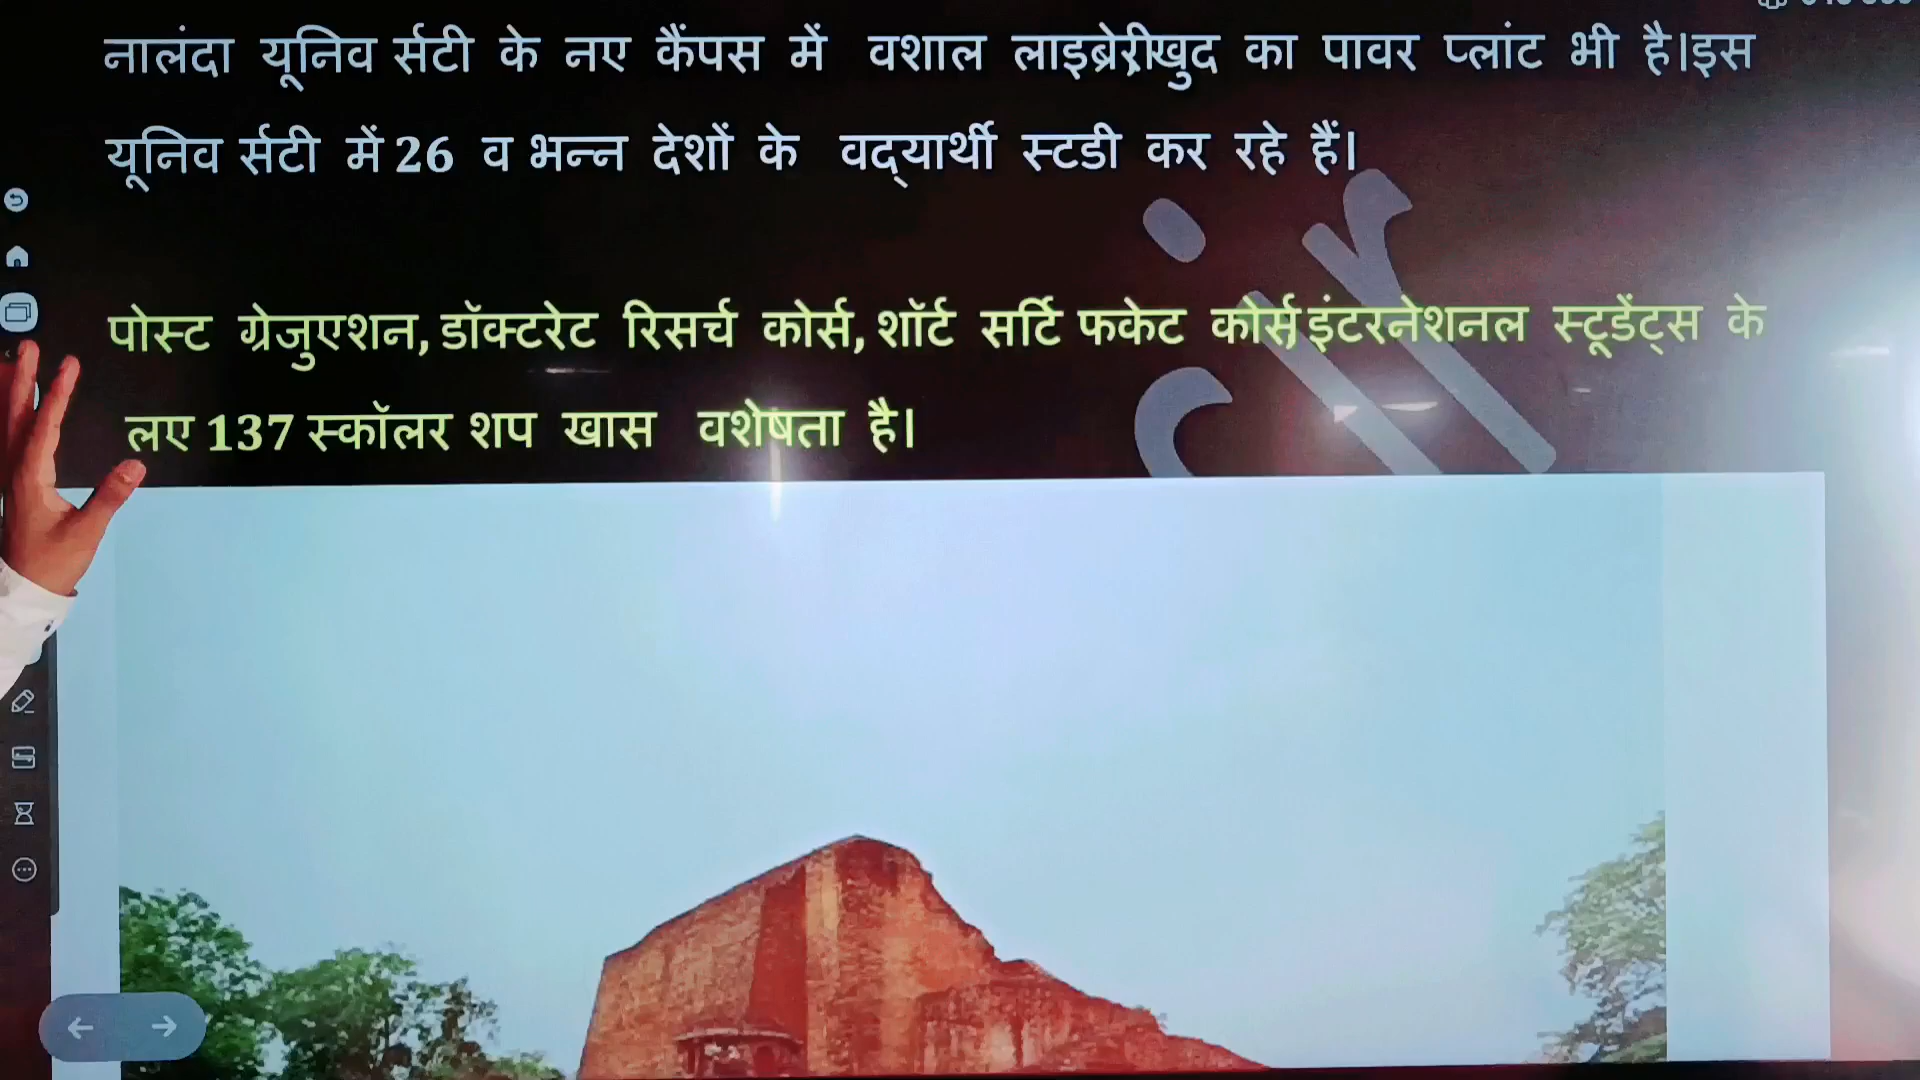 नालंदा यूनिव र्सटी के नए कैंपस में वशाल लाइब्रेरी,खुद का पावर प्लांट भी है।इस
यूनिव र्सटी में 26 व भन्न देशों के वद्यार्थी स्टडी कर रहे हैं।
पोस्ट ग्रेजुएशन, डॉक्टरेट रिसर्च कोर्स, शॉर्ट सर्टि फकेट कोर्स,इंटरनेशनल स्टूडेंट्स के
लए 137 स्कॉलर शप खास वशेषता है।